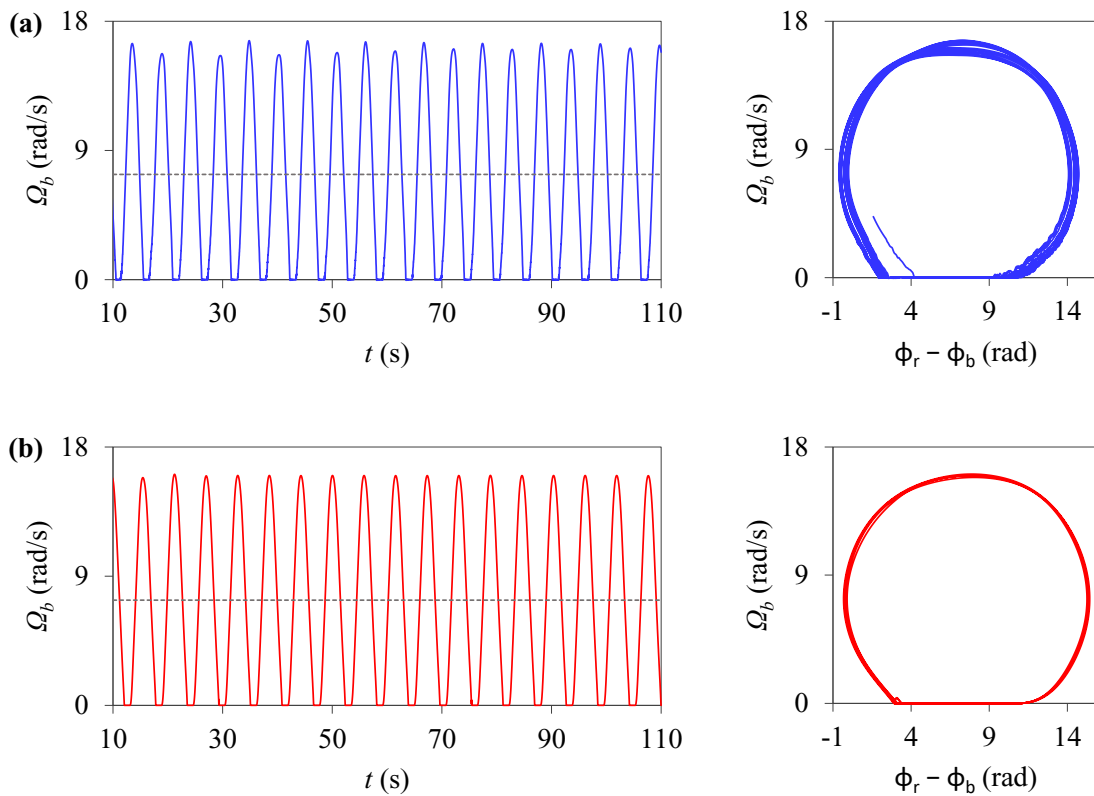 (a)
18
9
0
Ω_b (rad/s)
10 30 50 70 90 110
t (s)
18
9
0
Ω_b (rad/s)
-1 4 9 14
ϕ_r − ϕ_b (rad)
(b)
18
9
0
Ω_b (rad/s)
10 30 50 70 90 110
t (s)
18
9
0
Ω_b (rad/s)
-1 4 9 14
ϕ_r − ϕ_b (rad)